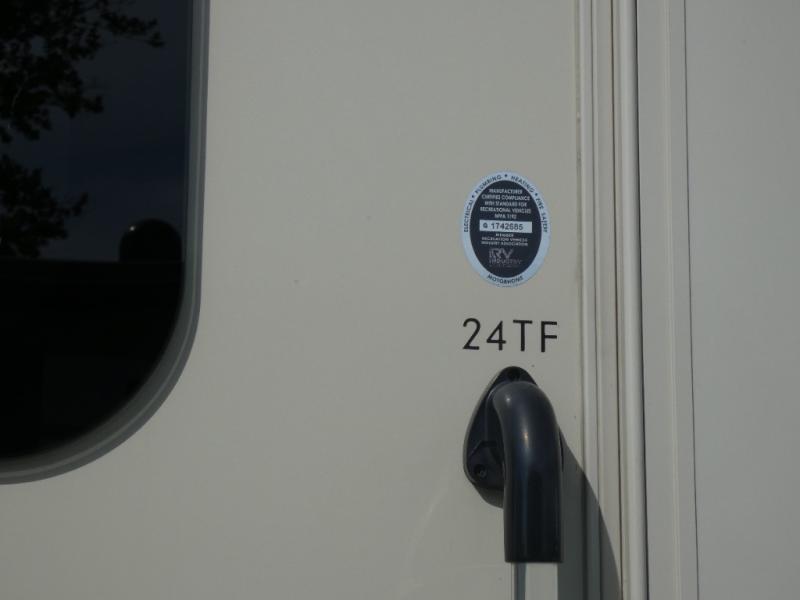 ELECTRICAL • PLUMBING • HEATING • FIRE SAFETY
MANUFACTURER
CERTIFIES COMPLIANCE
WITH STANDARD FOR
RECREATIONAL VEHICLES
NFPA 1192
1742685
MEMBER
RECREATION VEHICLE
INDUSTRY ASSOCIATION
RV
INDUSTRY
MOTORHOME
24TF